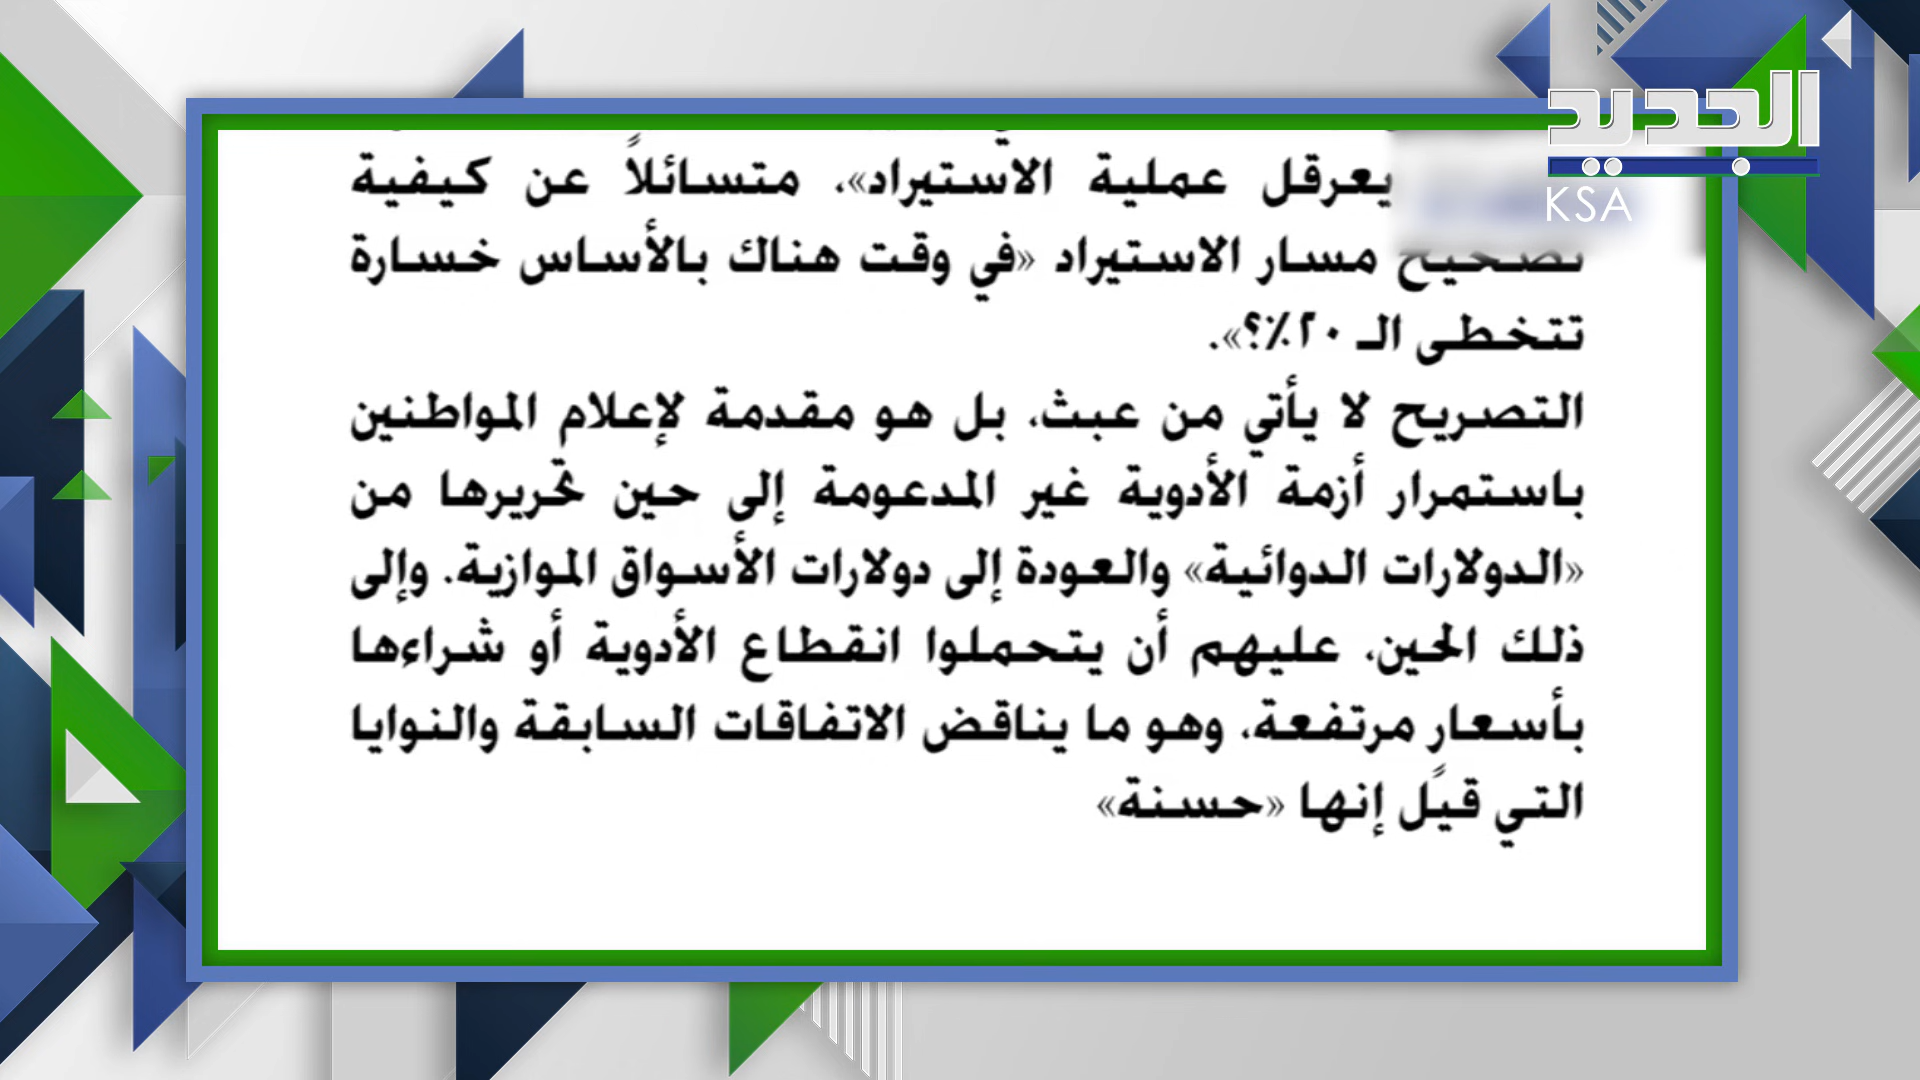 الجديد
KSA
يعرقل عملية الاستيراد»، متسائلاً عن كيفية
تصحيح مسار الاستيراد «في وقت هناك بالأساس خسارة
تتخطى الـ ٢٠٪؟».
التصريح لا يأتي من عبث، بل هو مقدمة لإعلام المواطنين
باستمرار أزمة الأدوية غير المدعومة إلى حين تحريرها من
«الدولارات الدوائية» والعودة إلى دولارات الأسواق الموازية. وإلى
ذلك الحين، عليهم أن يتحملوا انقطاع الأدوية أو شراءها
بأسعار مرتفعة، وهو ما يناقض الاتفاقات السابقة والنوايا
التي قيل إنها «حسنة»